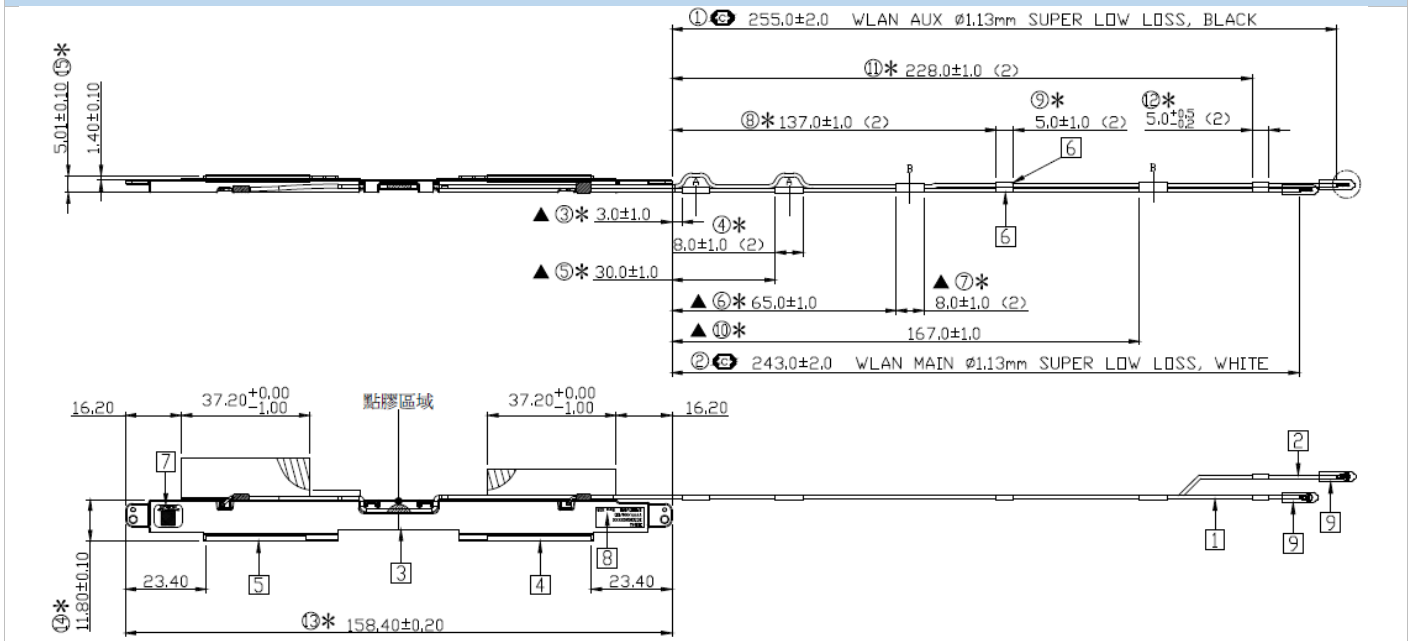 ① C 255.0±2.0 WLAN AUX Ø1.13mm SUPER LOW LOSS, BLACK
⑪* 228.0±1.0 (2)
⑧* 137.0±1.0 (2)
⑨*
5.0±1.0 (2)
⑫*
5.0+0.5-0.2 (2)
5.01±0.10 ⑮*
1.40±0.10
6
A
A
B
B
6
▲ ③* 3.0±1.0
④*
8.0±1.0 (2)
▲ ⑤* 30.0±1.0
▲ ⑥* 65.0±1.0
▲ ⑦*
8.0±1.0 (2)
▲ ⑩* 167.0±1.0
② C 243.0±2.0 WLAN MAIN Ø1.13mm SUPER LOW LOSS, WHITE
16.20
37.20+0.00-1.00
點膠區域
37.20+0.00-1.00
16.20
7
2
9
1
9
8
5
3
4
23.40
23.40
⑭* 11.80±0.10
⑬* 158.40±0.20